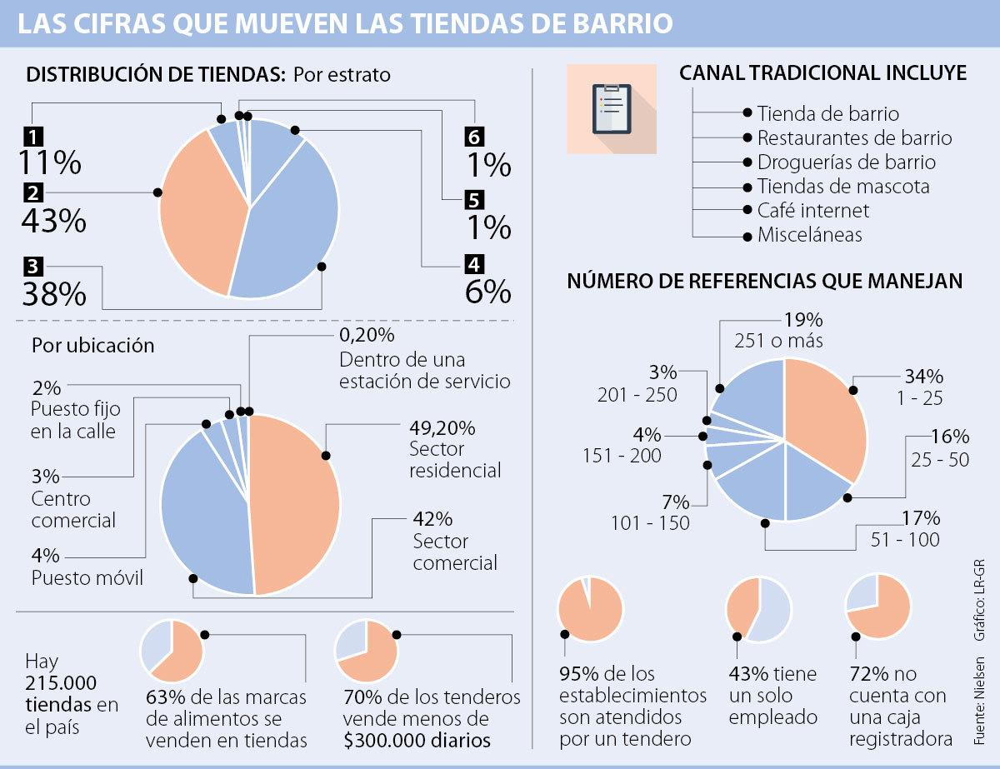 LAS CIFRAS QUE MUEVEN LAS TIENDAS DE BARRIO
DISTRIBUCIÓN DE TIENDAS: Por estrato
1
11%
2
43%
3
38%
6
1%
5
1%
4
6%
Por ubicación
0,20%
Dentro de una
estación de servicio
2%
Puesto fijo
en la calle
3%
Centro
comercial
4%
Puesto móvil
49,20%
Sector
residencial
42%
Sector
comercial
Hay
215.000
tiendas en
el país
63% de las marcas
de alimentos se
venden en tiendas
70% de los tenderos
vende menos de
$300.000 diarios
CANAL TRADICIONAL INCLUYE
Tienda de barrio
Restaurantes de barrio
Droguerías de barrio
Tiendas de mascota
Café internet
Misceláneas
NÚMERO DE REFERENCIAS QUE MANEJAN
19%
251 o más
3%
201 - 250
4%
151 - 200
7%
101 - 150
34%
1 - 25
16%
25 - 50
17%
51 - 100
95% de los
establecimientos
son atendidos
por un tendero
43% tiene
un solo
empleado
72% no
cuenta con
una caja
registradora
Fuente: Nielsen Gráfico: LR-GR